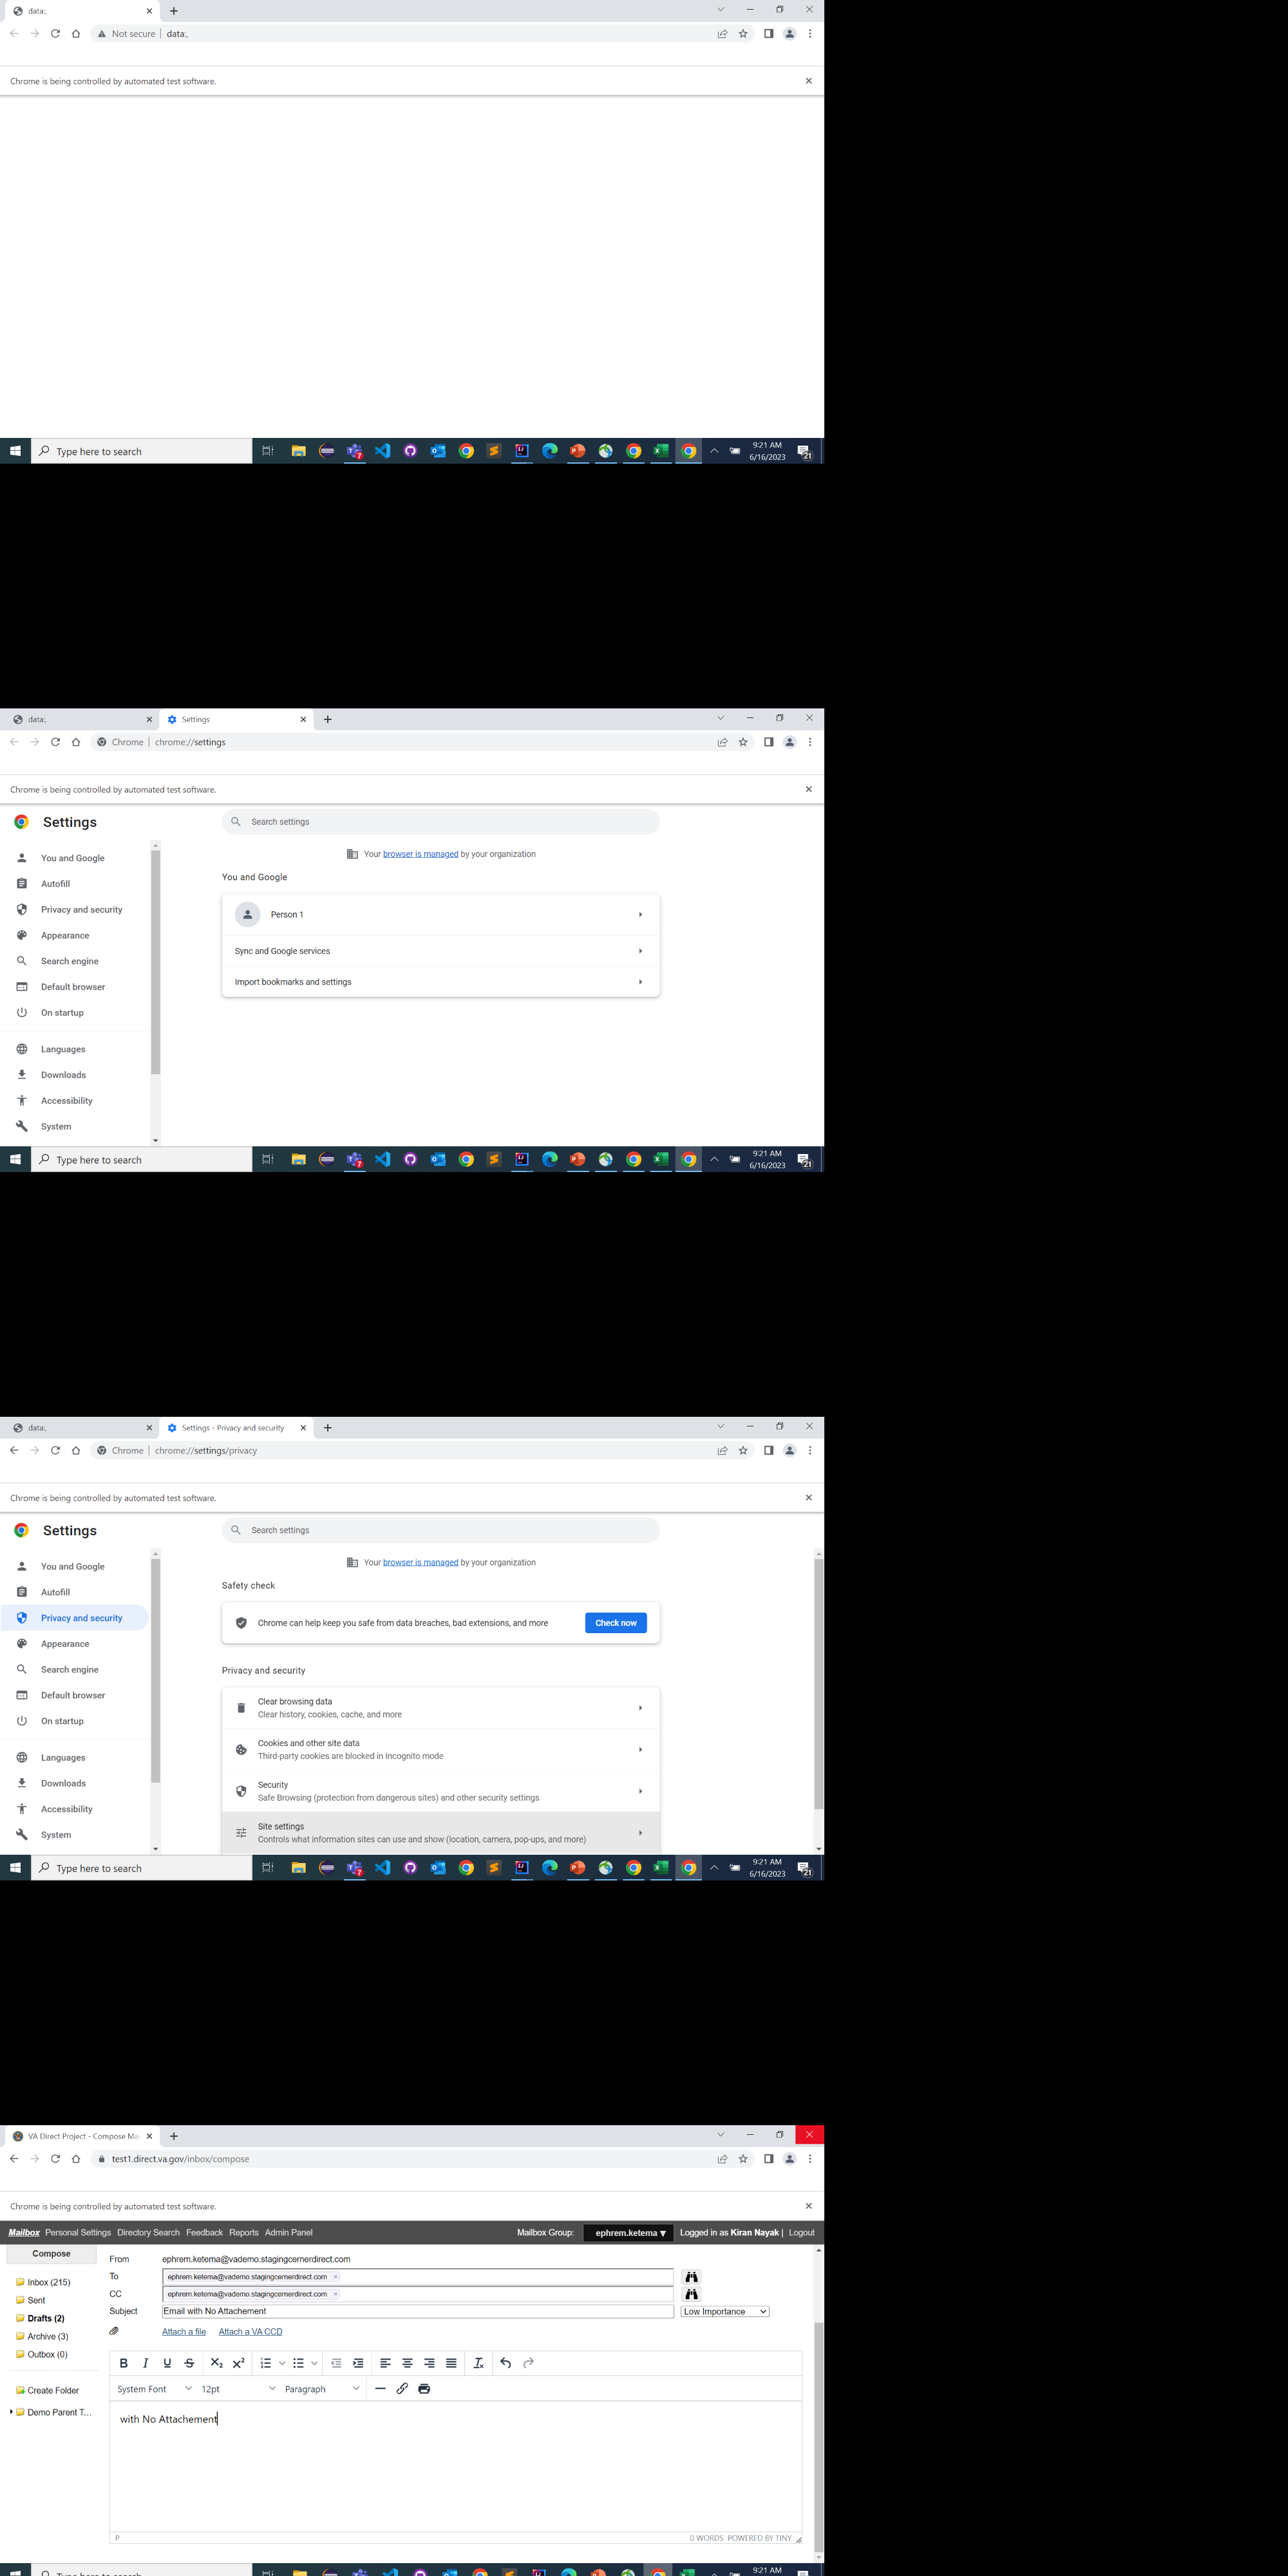 data:,
Not secure | data:,
Chrome is being controlled by automated test software.
Type here to search
9:21 AM
6/16/2023
21
data:,
Settings
Chrome | chrome://settings
Chrome is being controlled by automated test software.
Settings
Search settings
Your browser is managed by your organization
You and Google
Autofill
Privacy and security
Appearance
Search engine
Default browser
On startup
Languages
Downloads
Accessibility
System
You and Google
Person 1
Sync and Google services
Import bookmarks and settings
Type here to search
9:21 AM
6/16/2023
21
data:,
Settings - Privacy and security
Chrome | chrome://settings/privacy
Chrome is being controlled by automated test software.
Settings
Search settings
Your browser is managed by your organization
You and Google
Autofill
Privacy and security
Appearance
Search engine
Default browser
On startup
Languages
Downloads
Accessibility
System
Safety check
Chrome can help keep you safe from data breaches, bad extensions, and more
Check now
Privacy and security
Clear browsing data
Clear history, cookies, cache, and more
Cookies and other site data
Third-party cookies are blocked in Incognito mode
Security
Safe Browsing (protection from dangerous sites) and other security settings
Site settings
Controls what information sites can use and show (location, camera, pop-ups, and more)
Type here to search
9:21 AM
6/16/2023
21
VA Direct Project - Compose Ma
test1.direct.va.gov/inbox/compose
Chrome is being controlled by automated test software.
Mailbox Personal Settings Directory Search Feedback Reports Admin Panel
Mailbox Group: ephrem.ketema ▼ Logged in as Kiran Nayak | Logout
Compose
Inbox (215)
Sent
Drafts (2)
Archive (3)
Outbox (0)
Create Folder
Demo Parent T...
From ephrem.ketema@vademo.stagingcernerdirect.com
To ephrem.ketema@vademo.stagingcernerdirect.com ×
CC ephrem.ketema@vademo.stagingcernerdirect.com ×
Subject Email with No Attachement Low Importance
Attach a file Attach a VA CCD
System Font 12pt Paragraph
with No Attachement
P
0 WORDS POWERED BY TINY
Type here to search
9:21 AM